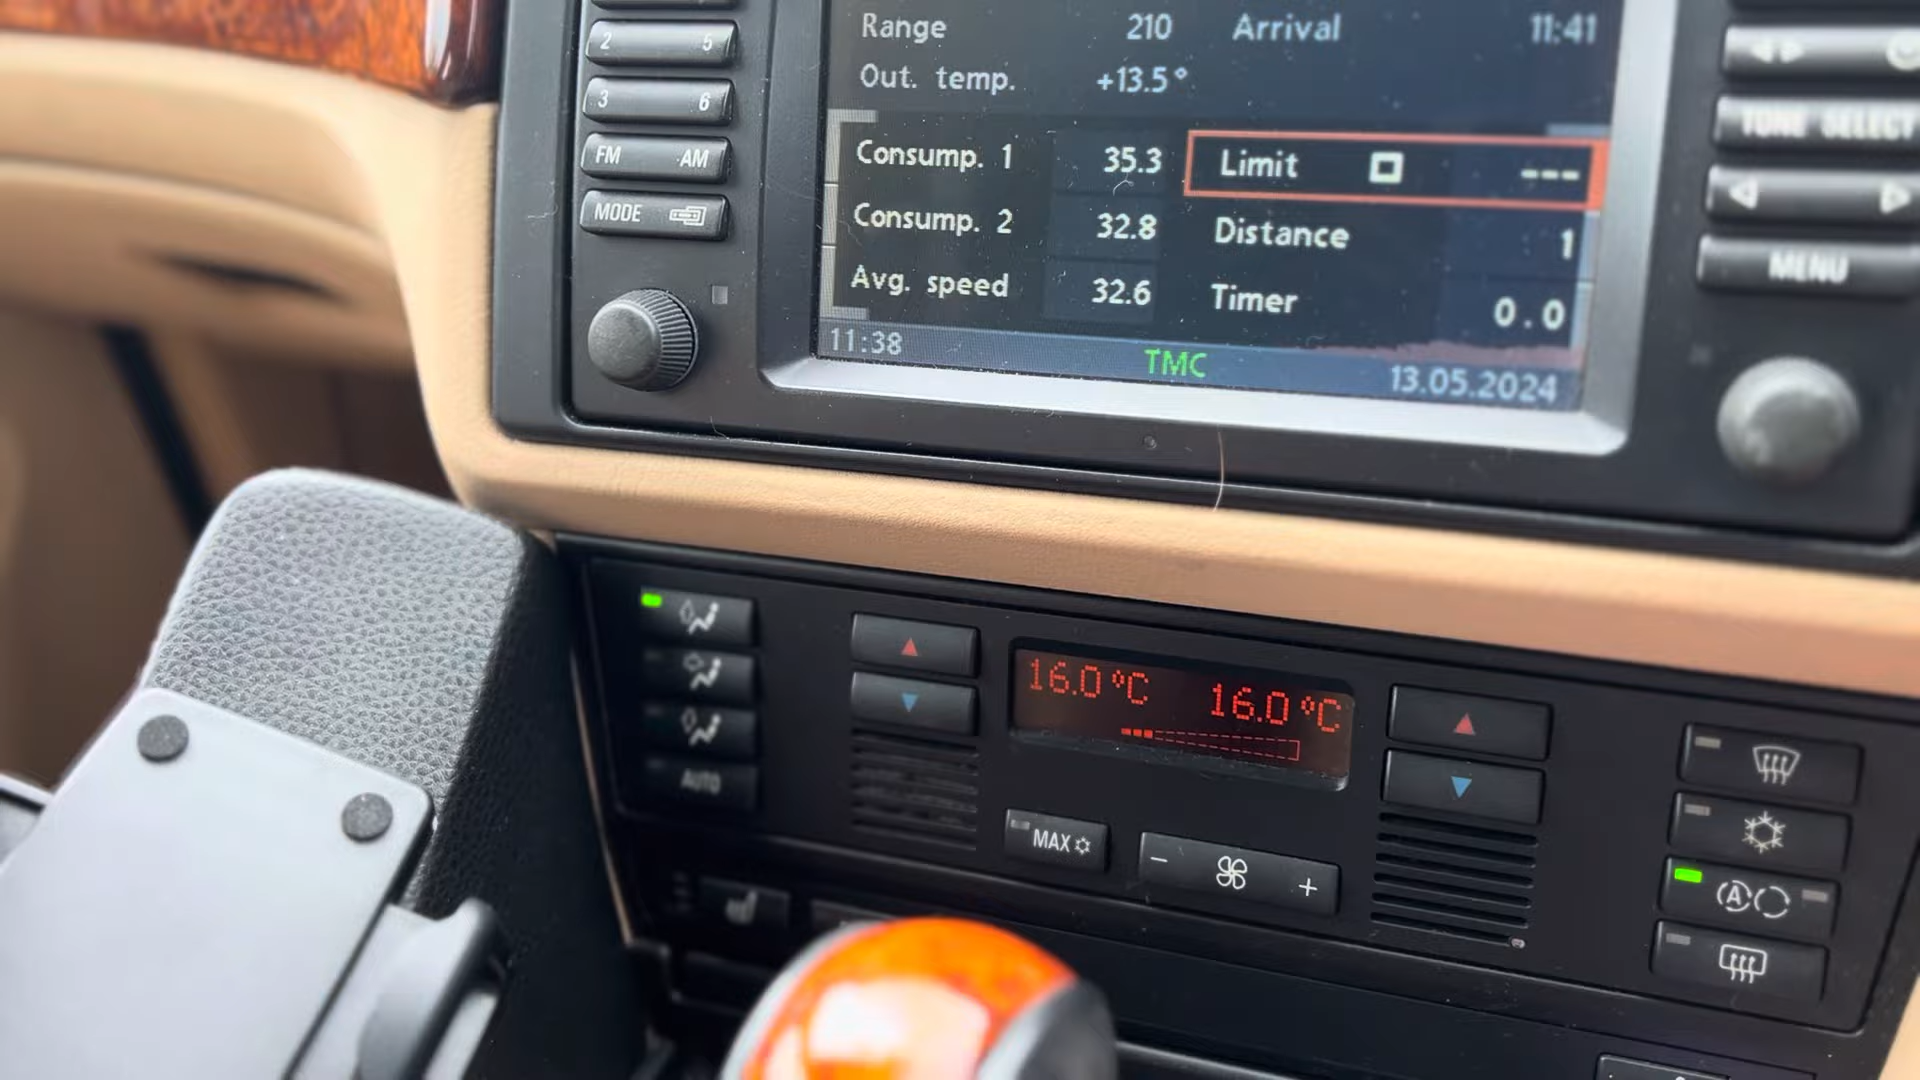 Range 210 Arrival 11:41
2 5
Out. temp. +13.5°
3 6
Consump. 1 35.3 Limit ---
FM AM
Consump. 2 32.8 Distance 1
MODE
Avg. speed 32.6 Timer 0.0
11:38 TMC 13.05.2024
TONE SELECT
MENU
16.0°C 16.0°C
AUTO
MAX
- +
A